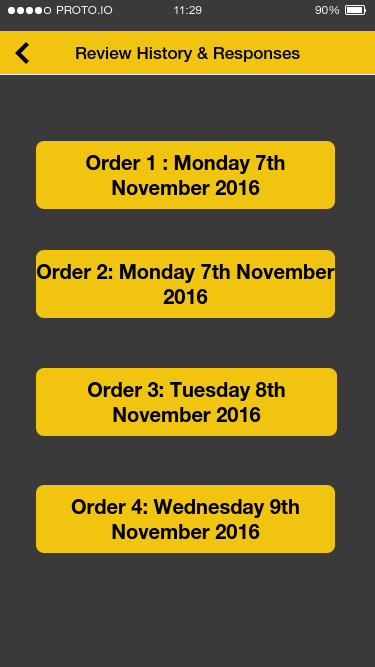 PROTO.IO 11:29 90%
Review History & Responses
Order 1 : Monday 7th
November 2016
Order 2: Monday 7th November
2016
Order 3: Tuesday 8th
November 2016
Order 4: Wednesday 9th
November 2016